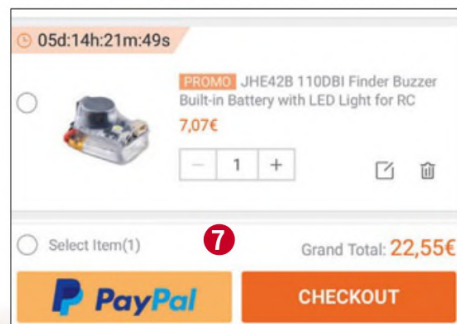 05d:14h:21m:49s
PROMO JHE42B 110DBI Finder Buzzer
Built-in Battery with LED Light for RC
7,07€
− 1 +
Select Item(1)
7
Grand Total: 22,55€
PayPal
CHECKOUT